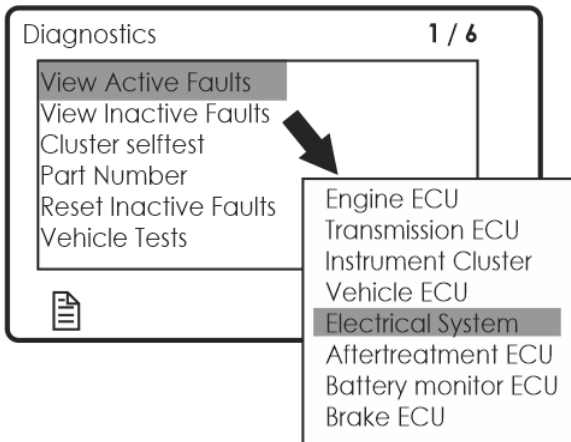 Diagnostics 1 / 6
View Active Faults
View Inactive Faults
Cluster selftest
Part Number
Reset Inactive Faults
Vehicle Tests
Engine ECU
Transmission ECU
Instrument Cluster
Vehicle ECU
Electrical System
Aftertreatment ECU
Battery monitor ECU
Brake ECU